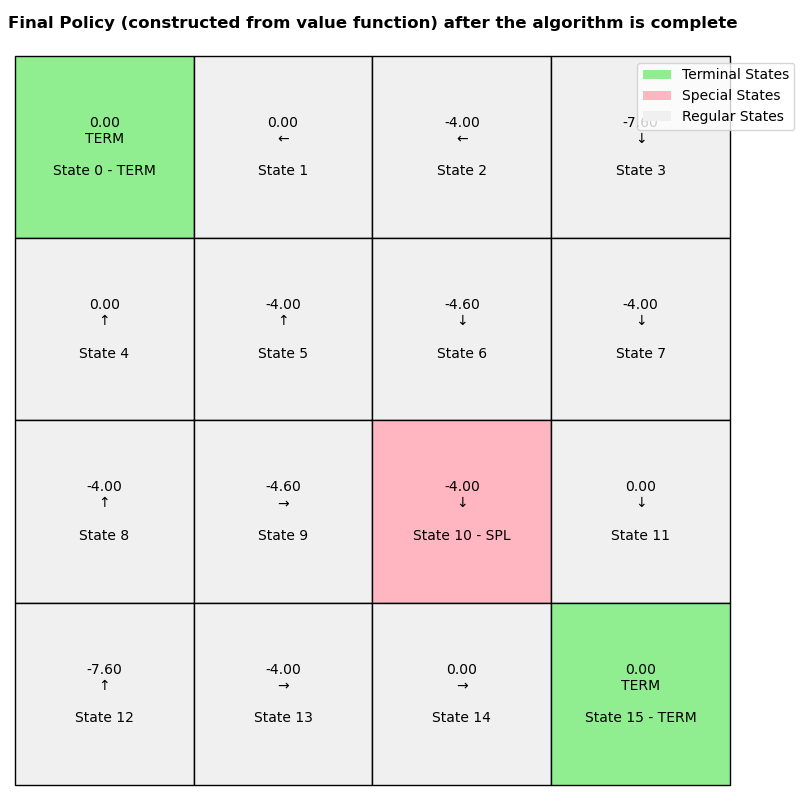 Final Policy (constructed from value function) after the algorithm is complete
Terminal States
Special States
Regular States
0.00
TERM
State 0 - TERM
0.00
←
State 1
-4.00
←
State 2
-7.60
↓
State 3
0.00
↑
State 4
-4.00
↑
State 5
-4.60
↓
State 6
-4.00
↓
State 7
-4.00
↑
State 8
-4.60
→
State 9
-4.00
↓
State 10 - SPL
0.00
↓
State 11
-7.60
↑
State 12
-4.00
→
State 13
0.00
→
State 14
0.00
TERM
State 15 - TERM